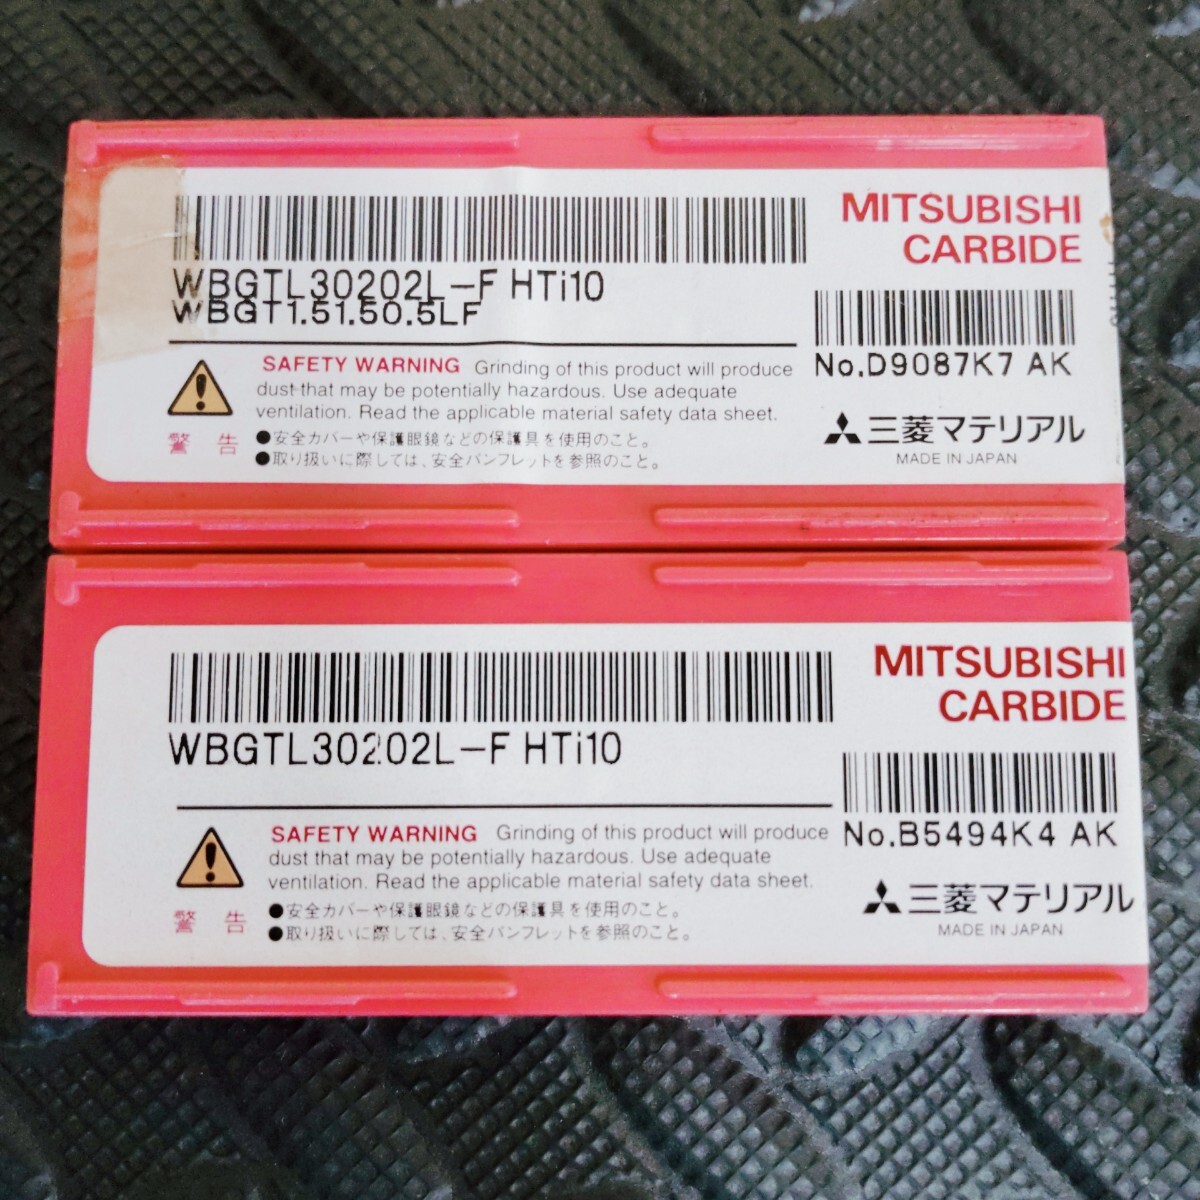 MITSUBISHI
CARBIDE
WBGTL30202L-F HTi10
WBGT1.51.50.5LF
No.D9087K7 AK
SAFETY WARNING Grinding of this product will produce
dust that may be potentially hazardous. Use adequate
ventilation. Read the applicable material safety data sheet.
警告 ●安全カバーや保護眼鏡などの保護具を使用のこと。
●取り扱いに際しては、安全パンフレットを参照のこと。
三菱マテリアル
MADE IN JAPAN
MITSUBISHI
CARBIDE
WBGTL30202L-F HTi10
No.B5494K4 AK
SAFETY WARNING Grinding of this product will produce
dust that may be potentially hazardous. Use adequate
ventilation. Read the applicable material safety data sheet.
警告 ●安全カバーや保護眼鏡などの保護具を使用のこと。
●取り扱いに際しては、安全パンフレットを参照のこと。
三菱マテリアル
MADE IN JAPAN